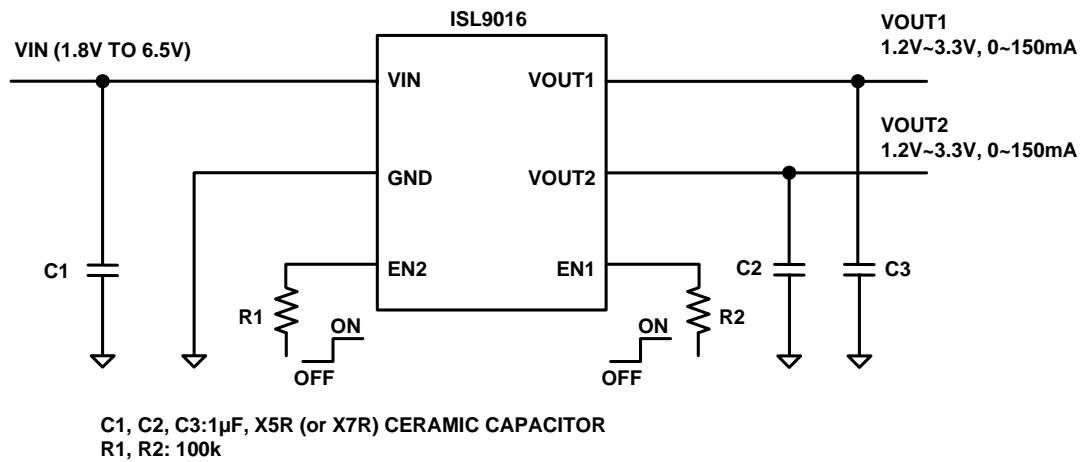 ISL9016
VOUT1
1.2V~3.3V, 0~150mA
VIN (1.8V TO 6.5V)
VIN
VOUT1
VOUT2
1.2V~3.3V, 0~150mA
GND
VOUT2
C1
EN2
EN1
C2
C3
R1
ON
OFF
ON
OFF
R2
C1, C2, C3:1µF, X5R (or X7R) CERAMIC CAPACITOR
R1, R2: 100k